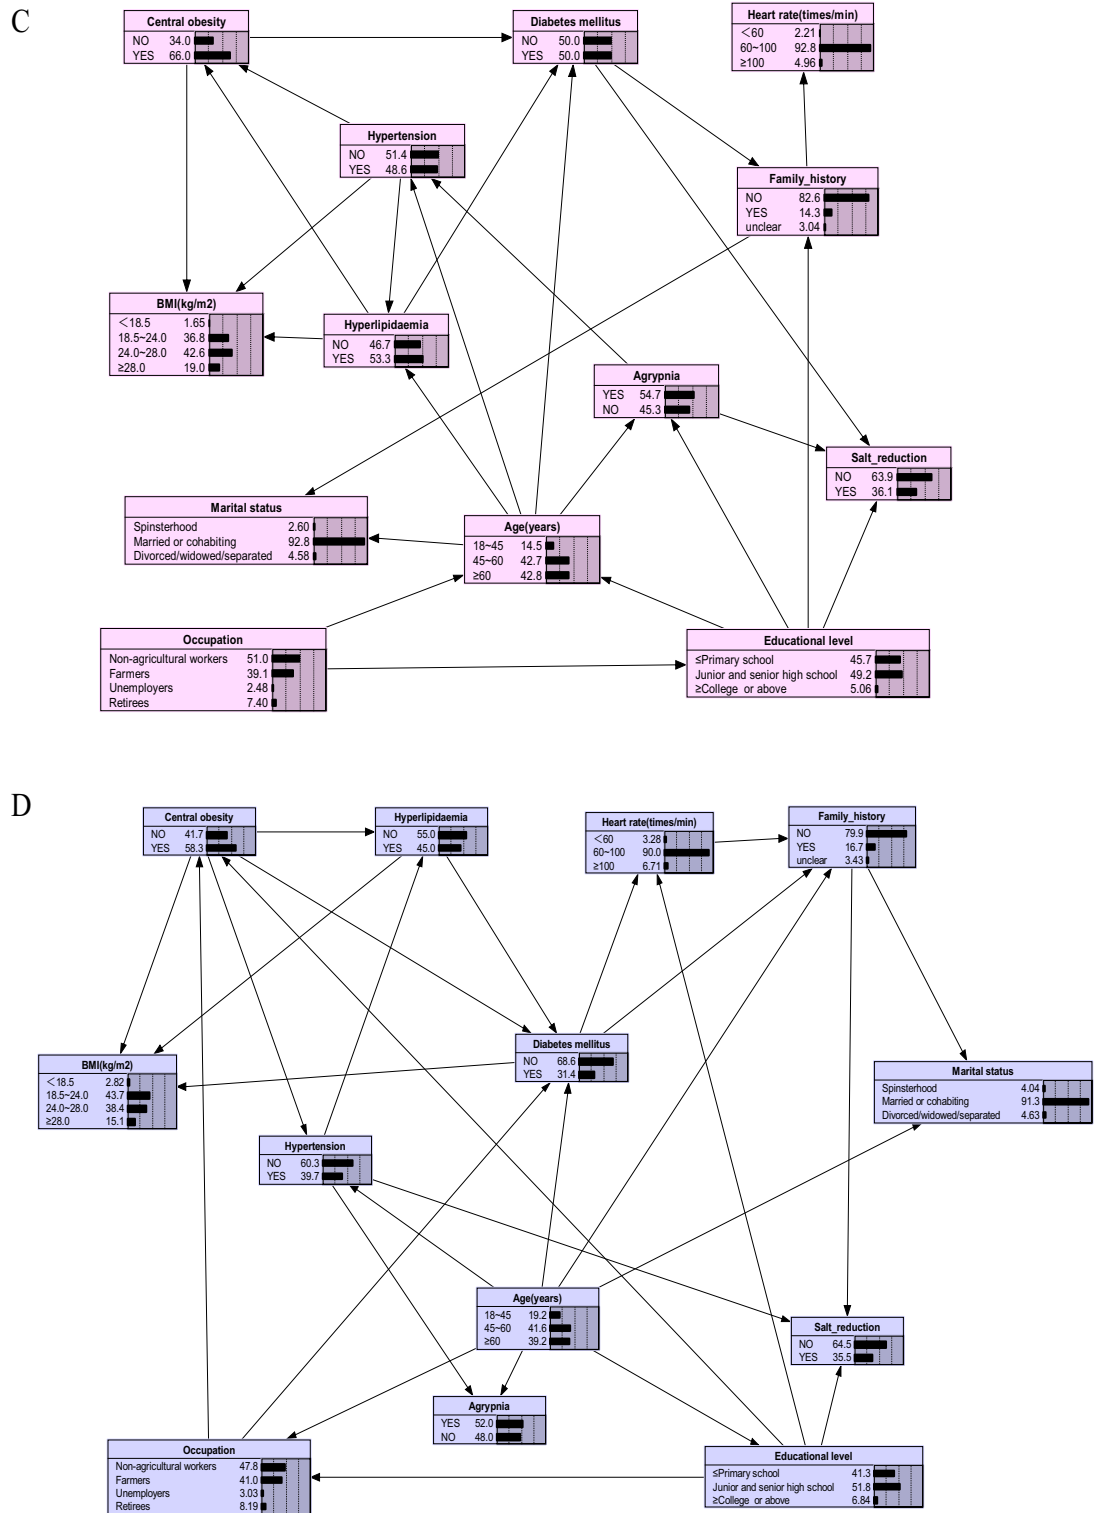 C
Central obesity
NO 34.0
YES 66.0
Diabetes mellitus
NO 50.0
YES 50.0
Heart rate(times/min)
<60 2.21
60~100 92.8
≥100 4.96
Hypertension
NO 51.4
YES 48.6
Family_history
NO 82.6
YES 14.3
unclear 3.04
BMI(kg/m2)
<18.5 1.65
18.5~24.0 36.8
24.0~28.0 42.6
≥28.0 19.0
Hyperlipidaemia
NO 46.7
YES 53.3
Agrypnia
YES 54.7
NO 45.3
Salt_reduction
NO 63.9
YES 36.1
Marital status
Spinsterhood 2.60
Married or cohabiting 92.8
Divorced/widowed/separated 4.58
Age(years)
18~45 14.5
45~60 42.7
≥60 42.8
Occupation
Non-agricultural workers 51.0
Farmers 39.1
Unemployers 2.48
Retirees 7.40
Educational level
≤Primary school 45.7
Junior and senior high school 49.2
≥College or above 5.06
D
Central obesity
NO 41.7
YES 58.3
Hyperlipidaemia
NO 55.0
YES 45.0
Heart rate(times/min)
<60 3.28
60~100 90.0
≥100 6.71
Family_history
NO 79.9
YES 16.7
unclear 3.43
Diabetes mellitus
NO 68.6
YES 31.4
BMI(kg/m2)
<18.5 2.82
18.5~24.0 43.7
24.0~28.0 38.4
≥28.0 15.1
Marital status
Spinsterhood 4.04
Married or cohabiting 91.3
Divorced/widowed/separated 4.63
Hypertension
NO 60.3
YES 39.7
Age(years)
18~45 19.2
45~60 41.6
≥60 39.2
Salt_reduction
NO 64.5
YES 35.5
Agrypnia
YES 52.0
NO 48.0
Occupation
Non-agricultural workers 47.8
Farmers 41.0
Unemployers 3.03
Retirees 8.19
Educational level
≤Primary school 41.3
Junior and senior high school 51.8
≥College or above 6.84